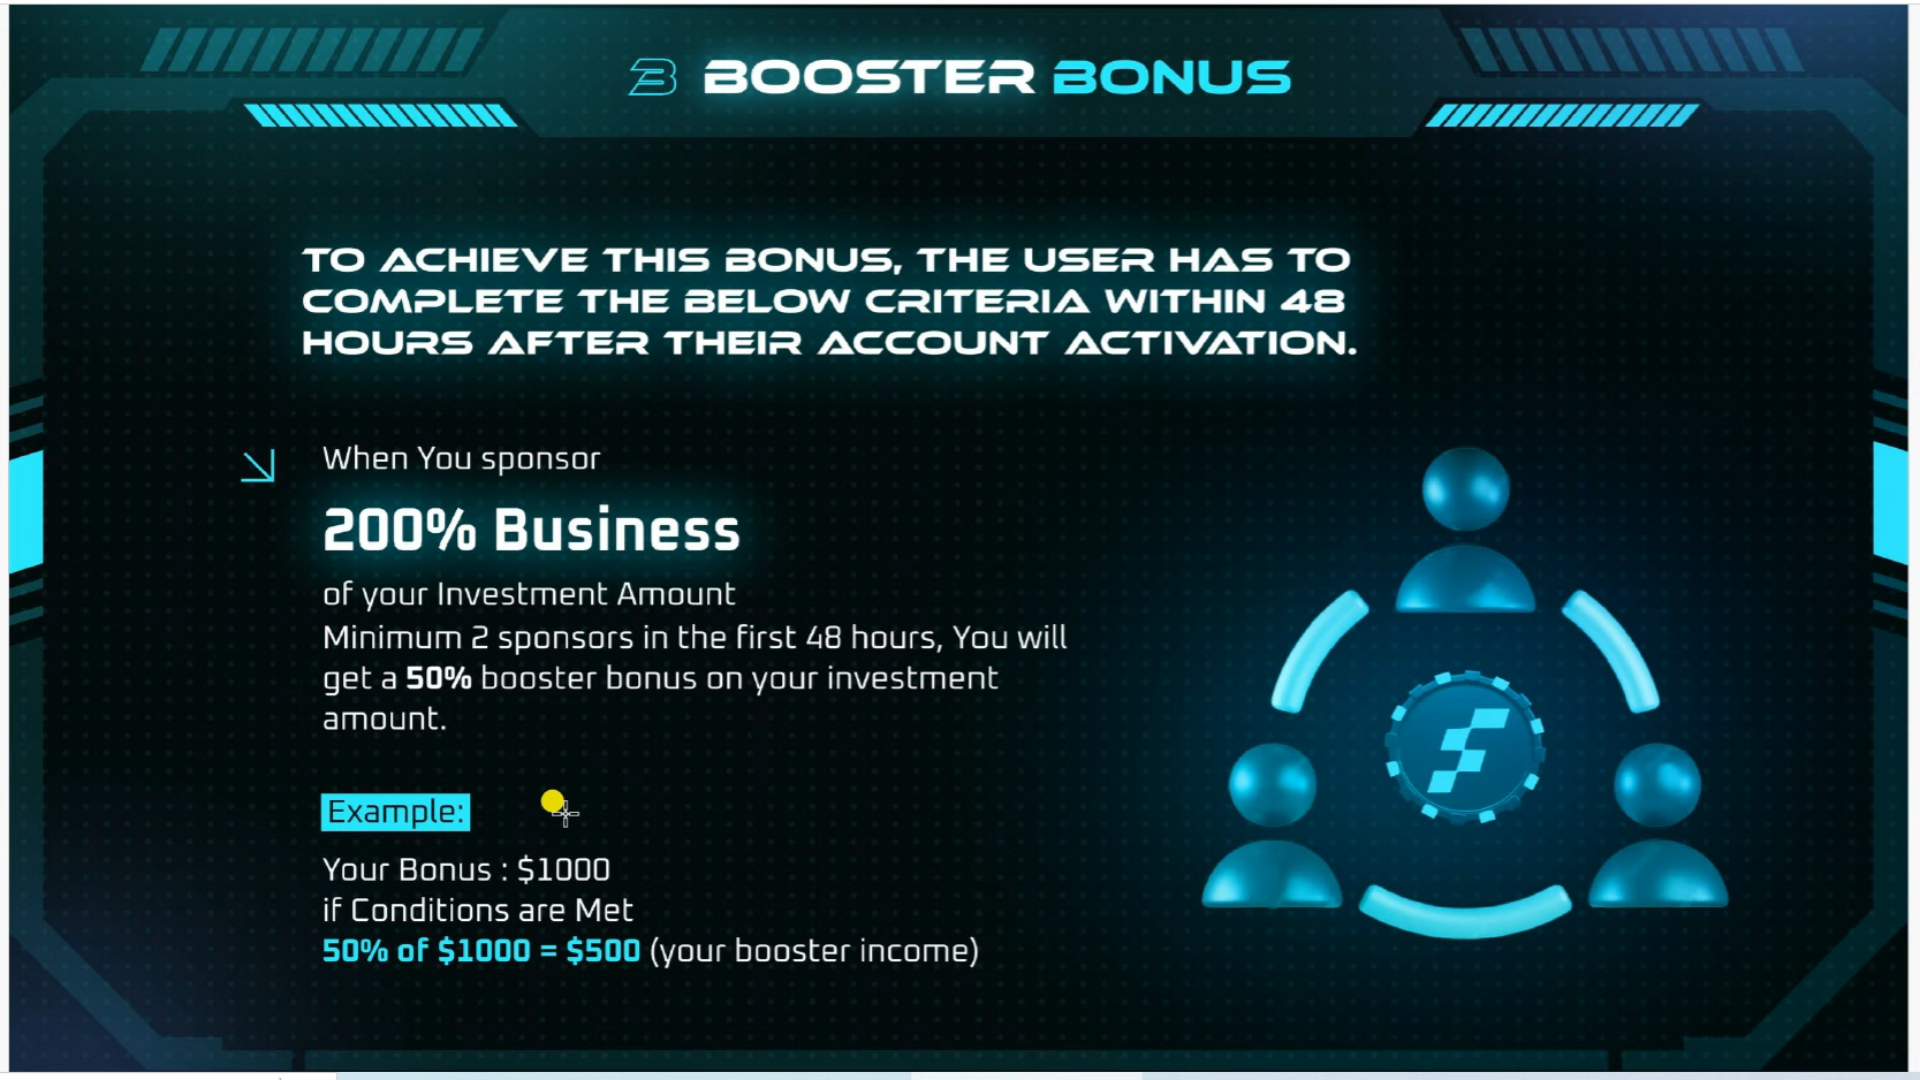 BOOSTER BONUS
TO ACHIEVE THIS BONUS, THE USER HAS TO
COMPLETE THE BELOW CRITERIA WITHIN 48
HOURS AFTER THEIR ACCOUNT ACTIVATION.
When You sponsor
200% Business
of your Investment Amount
Minimum 2 sponsors in the first 48 hours, You will
get a 50% booster bonus on your investment
amount.
Example:
Your Bonus : $1000
if Conditions are Met
50% of $1000 = $500 (your booster income)